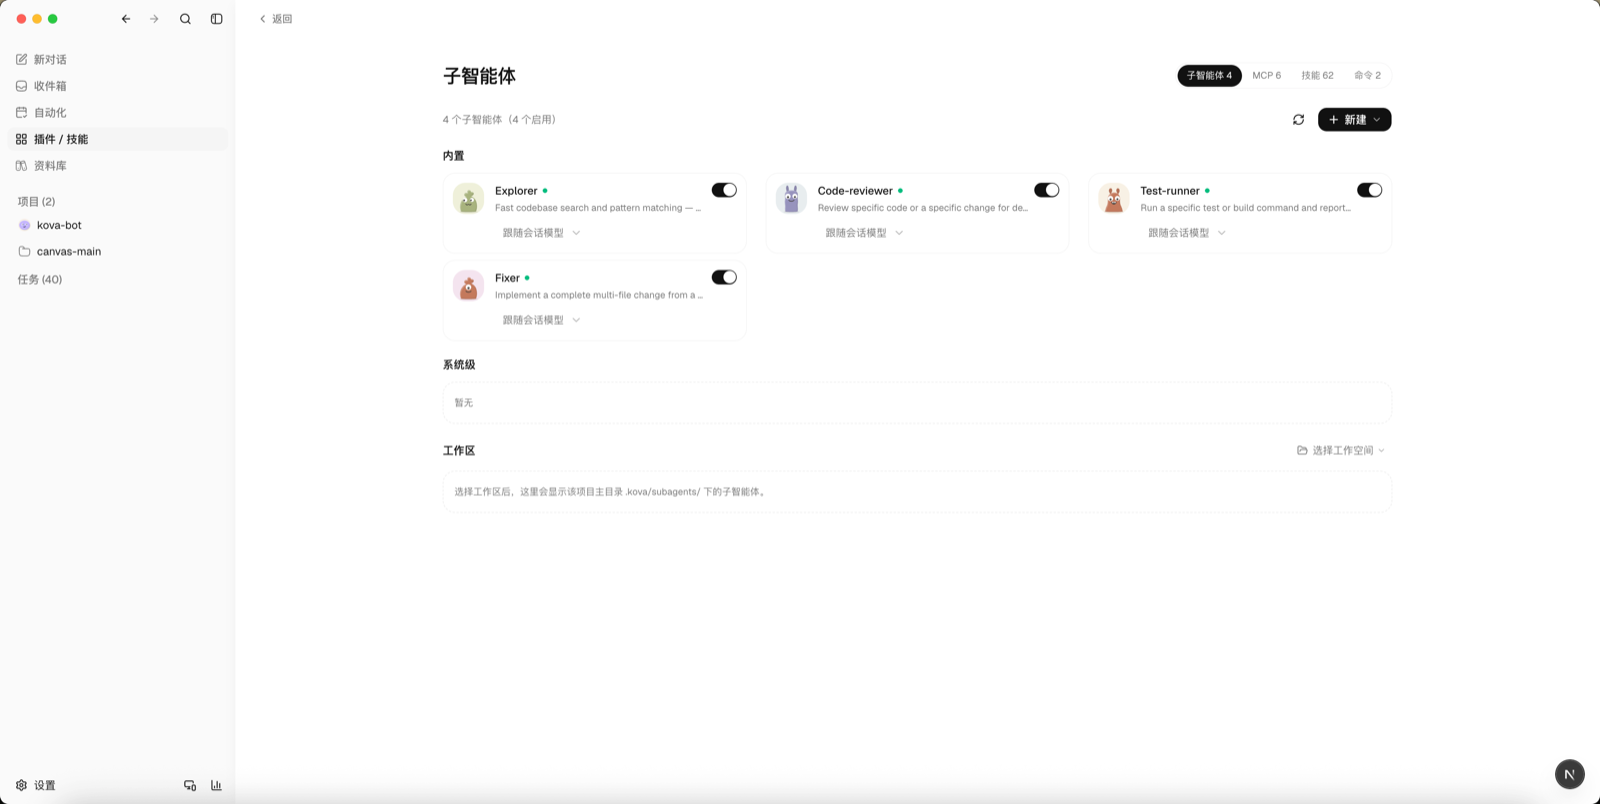 返回
新对话
收件箱
自动化
插件 / 技能
资料库
项目 (2)
kova-bot
canvas-main
任务 (40)
设置
子智能体
子智能体 4
MCP 6
技能 62
命令 2
4 个子智能体（4 个启用）
新建
内置
Explorer
Fast codebase search and pattern matching — ...
跟随会话模型
Code-reviewer
Review specific code or a specific change for de...
跟随会话模型
Test-runner
Run a specific test or build command and report...
跟随会话模型
Fixer
Implement a complete multi-file change from a ...
跟随会话模型
系统级
暂无
工作区
选择工作空间
选择工作区后，这里会显示该项目主目录 .kova/subagents/ 下的子智能体。
N